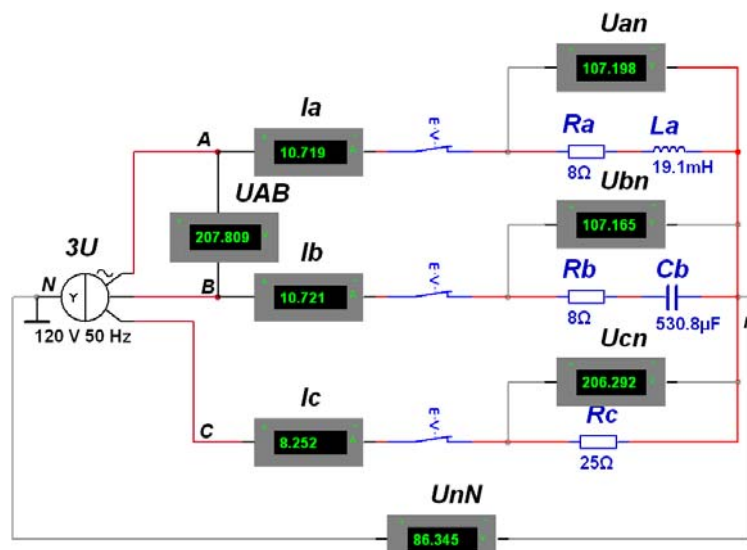 Uan
107.198
Ia
A
10.719
E-V-
Ra
La
8Ω
19.1mH
UAB
207.809
Ubn
107.165
3U
N
Y
120 V 50 Hz
B
Ib
10.721
E-V-
Rb
Cb
8Ω
530.8µF
Ucn
206.292
Ic
C
8.252
E-V-
Rc
25Ω
UnN
86.345